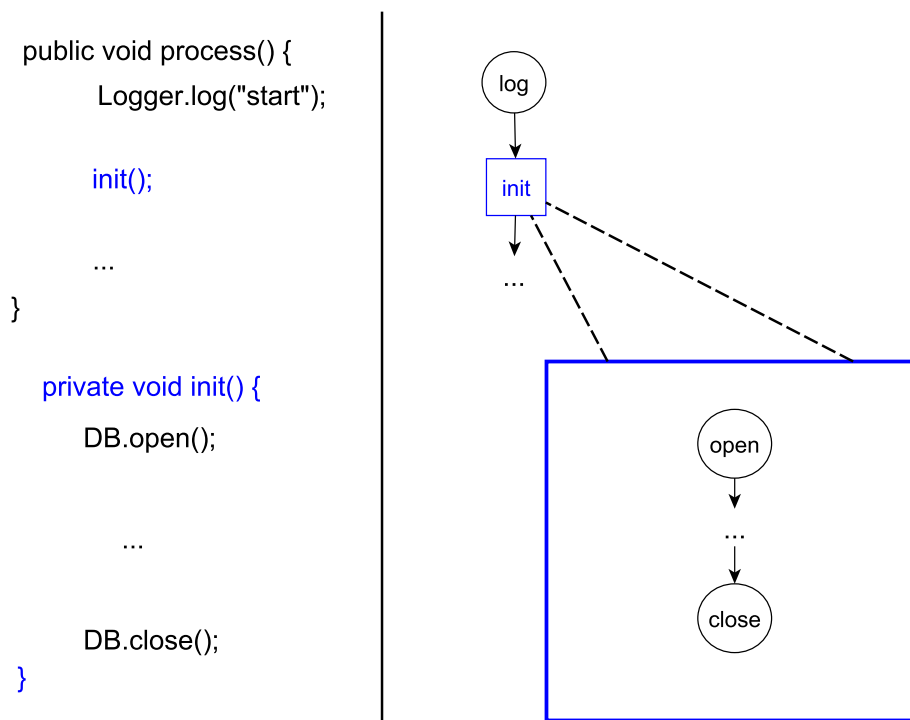 public void process() {
Logger.log("start");
init();
...
}
private void init() {
DB.open();
...
DB.close();
}
log
init
...
open
...
close